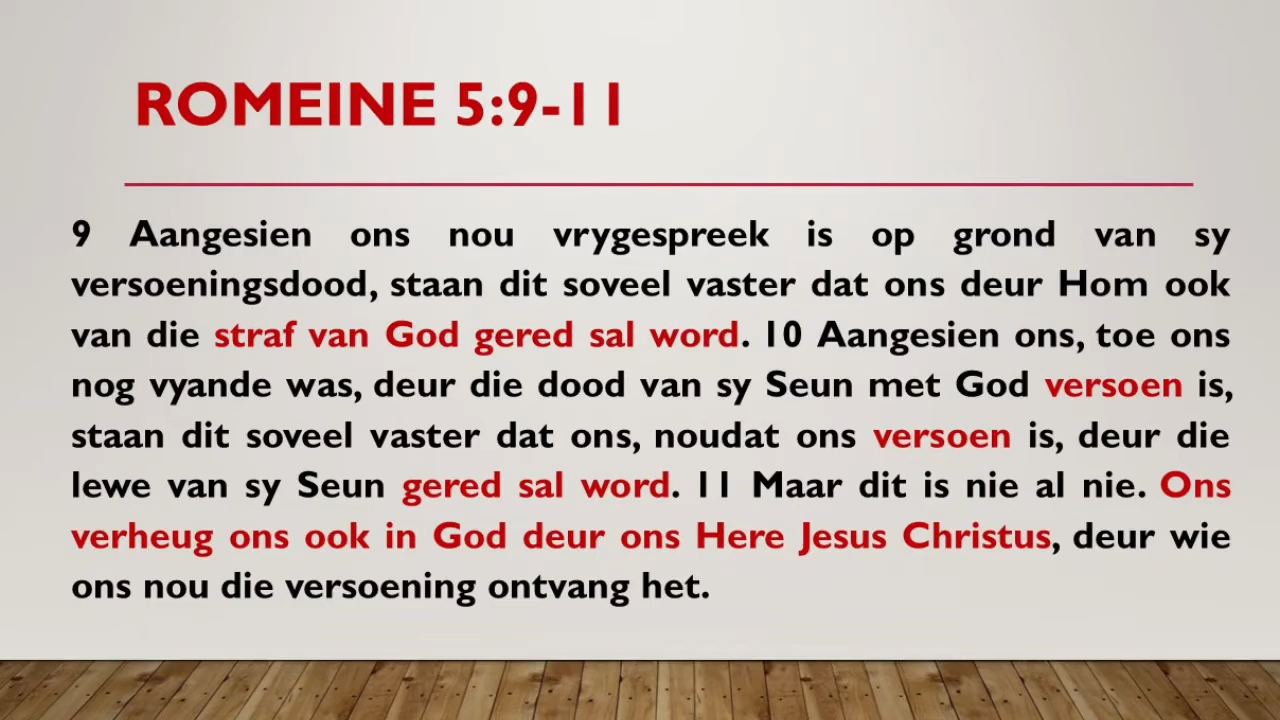 ROMEINE 5:9-11
9 Aangesien ons nou vrygespreek is op grond van sy
versoeningsdood, staan dit soveel vaster dat ons deur Hom ook
van die straf van God gered sal word. 10 Aangesien ons, toe ons
nog vyande was, deur die dood van sy Seun met God versoen is,
staan dit soveel vaster dat ons, noudat ons versoen is, deur die
lewe van sy Seun gered sal word. 11 Maar dit is nie al nie. Ons
verheug ons ook in God deur ons Here Jesus Christus, deur wie
ons nou die versoening ontvang het.